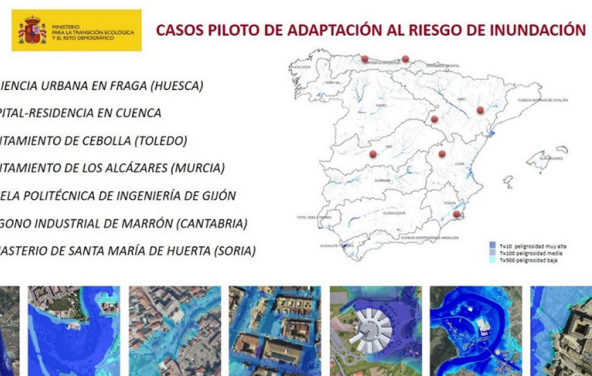 MINISTERIO
PARA LA TRANSICIÓN ECOLÓGICA
Y EL RETO DEMOGRÁFICO
CASOS PILOTO DE ADAPTACIÓN AL RIESGO DE INUNDACIÓN
LIENCIA URBANA EN FRAGA (HUESCA)
PITAL-RESIDENCIA EN CUENCA
NTAMIENTO DE CEBOLLA (TOLEDO)
NTAMIENTO DE LOS ALCÁZARES (MURCIA)
ELA POLITÉCNICA DE INGENIERÍA DE GIJÓN
GONO INDUSTRIAL DE MARRÓN (CANTABRIA)
NASTERIO DE SANTA MARÍA DE HUERTA (SORIA)
T=10 peligrosidad muy alta
T=100 peligrosidad media
T=500 peligrosidad baja